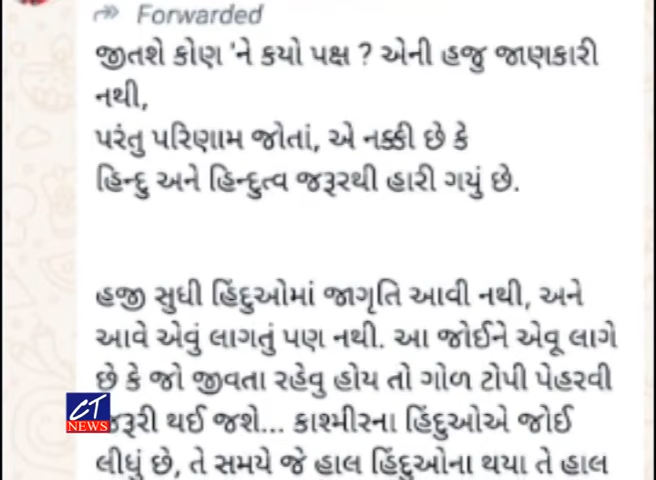 Forwarded
જીતશે કોણ 'ને કયો પક્ષ ? એની હજુ જાણકારી
નથી,
પરંતુ પરિણામ જોતાં, એ નક્કી છે કે
હિન્દુ અને હિન્દુત્વ જરૂરથી હારી ગયું છે.
હજી સુધી હિંદુઓમાં જાગૃતિ આવી નથી, અને
આવે એવું લાગતું પણ નથી. આ જોઈને એવૂ લાગે
છે કે જો જીવતા રહેવુ હોય તો ગોળ ટોપી પેહરવી
જરૂરી થઈ જશે... કાશ્મીરના હિંદુઓએ જોઈ
લીધું છે, તે સમયે જે હાલ હિંદુઓના થયા તે હાલ
CT
NEWS